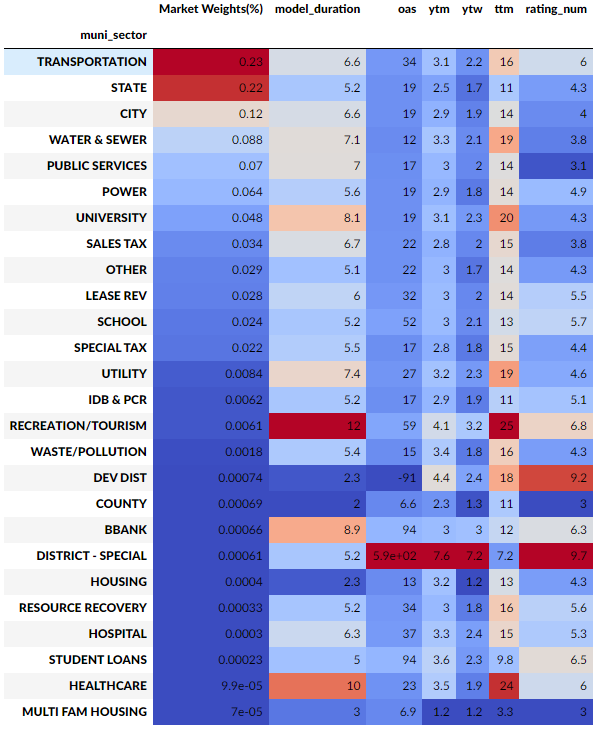 Market Weights(%) model_duration oas ytm ytw ttm rating_num
muni_sector
TRANSPORTATION 0.23 6.6 34 3.1 2.2 16 6
STATE 0.22 5.2 19 2.5 1.7 11 4.3
CITY 0.12 6.6 19 2.9 1.9 14 4
WATER & SEWER 0.088 7.1 12 3.3 2.1 19 3.8
PUBLIC SERVICES 0.07 7 17 3 2 14 3.1
POWER 0.064 5.6 19 2.9 1.8 14 4.9
UNIVERSITY 0.048 8.1 19 3.1 2.3 20 4.3
SALES TAX 0.034 6.7 22 2.8 2 15 3.8
OTHER 0.029 5.1 22 3 1.7 14 4.3
LEASE REV 0.028 6 32 3 2 14 5.5
SCHOOL 0.024 5.2 52 3 2.1 13 5.7
SPECIAL TAX 0.022 5.5 17 2.8 1.8 15 4.4
UTILITY 0.0084 7.4 27 3.2 2.3 19 4.6
IDB & PCR 0.0062 5.2 17 2.9 1.9 11 5.1
RECREATION/TOURISM 0.0061 12 59 4.1 3.2 25 6.8
WASTE/POLLUTION 0.0018 5.4 15 3.4 1.8 16 4.3
DEV DIST 0.00074 2.3 -91 4.4 2.4 18 9.2
COUNTY 0.00069 2 6.6 2.3 1.3 11 3
BBANK 0.00066 8.9 94 3 3 12 6.3
DISTRICT - SPECIAL 0.00061 5.2 5.9e+02 7.6 7.2 7.2 9.7
HOUSING 0.0004 2.3 13 3.2 1.2 13 4.3
RESOURCE RECOVERY 0.00033 5.2 34 3 1.8 16 5.6
HOSPITAL 0.0003 6.3 37 3.3 2.4 15 5.3
STUDENT LOANS 0.00023 5 94 3.6 2.3 9.8 6.5
HEALTHCARE 9.9e-05 10 23 3.5 1.9 24 6
MULTI FAM HOUSING 7e-05 3 6.9 1.2 1.2 3.3 3